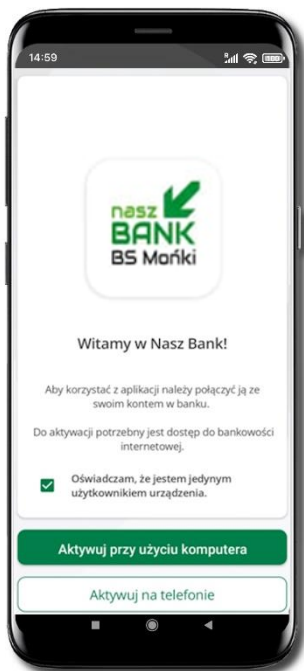 14:59
nasz
BANK
BS Mońki
Witamy w Nasz Bank!
Aby korzystać z aplikacji należy połączyć ją ze
swoim kontem w banku.
Do aktywacji potrzebny jest dostęp do bankowości
internetowej.
Oświadczam, że jestem jedynym
użytkownikiem urządzenia.
Aktywuj przy użyciu komputera
Aktywuj na telefonie